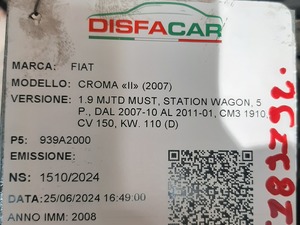 DISFACAR
MARCA: FIAT
MODELLO: CROMA «II» (2007)
VERSIONE: 1.9 MJTD MUST, STATION WAGON, 5
P., DAL 2007-10 AL 2011-01, CM3 1910,
CV 150, KW. 110 (D)
P5: 939A2000
EMISSIONE:
NS: 1510/2024
DATA:25/06/2024 16:49:00
ANNO IMM: 2008